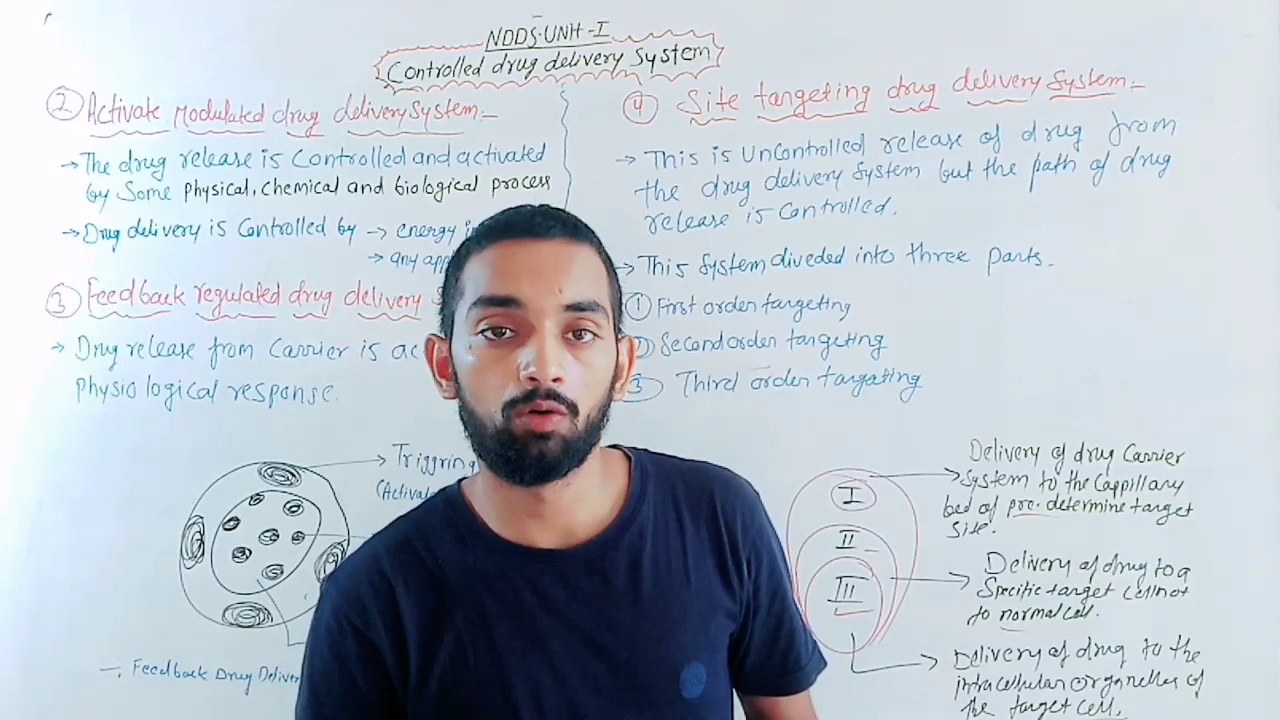 NDDS-UNIT-I
Controlled drug delivery System
② Activate Modulated drug delivery System:-
→ The drug release is Controlled and activated
by Some Physical, Chemical and biological process
→ Drug delivery is Controlled by → energy
→ any
③ Feedback regulated drug delivery
→ Drug release from Carrier is
physiological response.
Triggring
- Feedback Drug
④ Site targeting drug delivery System:-
→ This is Uncontrolled release of drug from
the drug delivery System but the path of drug
release is Controlled.
→ This System diveded into three parts.
① First order targeting
Second order targeting
③ Third order targating
I
II
III
Delivery of drug Carrier
System to the Cappillary
bed of pre-determine target
Site.
Delivery of drug to a
Specific target cell not
to normal cell.
Delivery of drug to the
intracellular organelles of
the target cell.